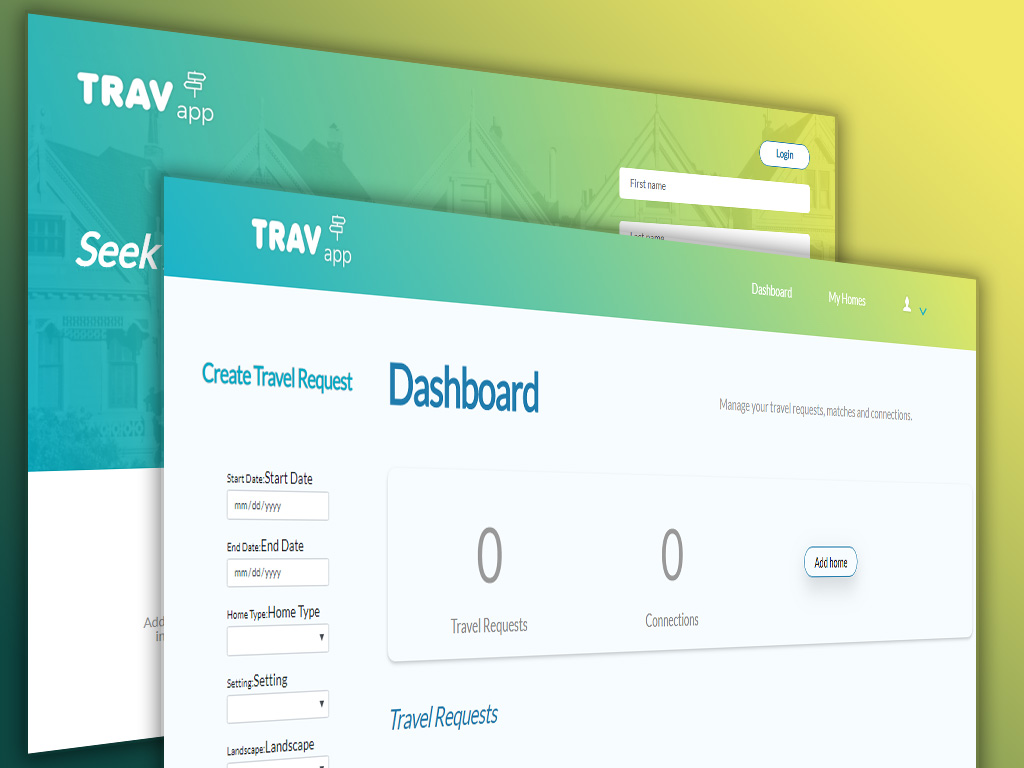 TRAV
app
Login
First name
Last name
Seek
Add
in
TRAV
app
Dashboard
My Homes
Create Travel Request
Start Date:Start Date
mm/dd/yyyy
End Date:End Date
mm/dd/yyyy
Home Type:Home Type
Setting:Setting
Landscape:Landscape
Dashboard
Manage your travel requests, matches and connections.
0
Travel Requests
0
Connections
Add home
Travel Requests